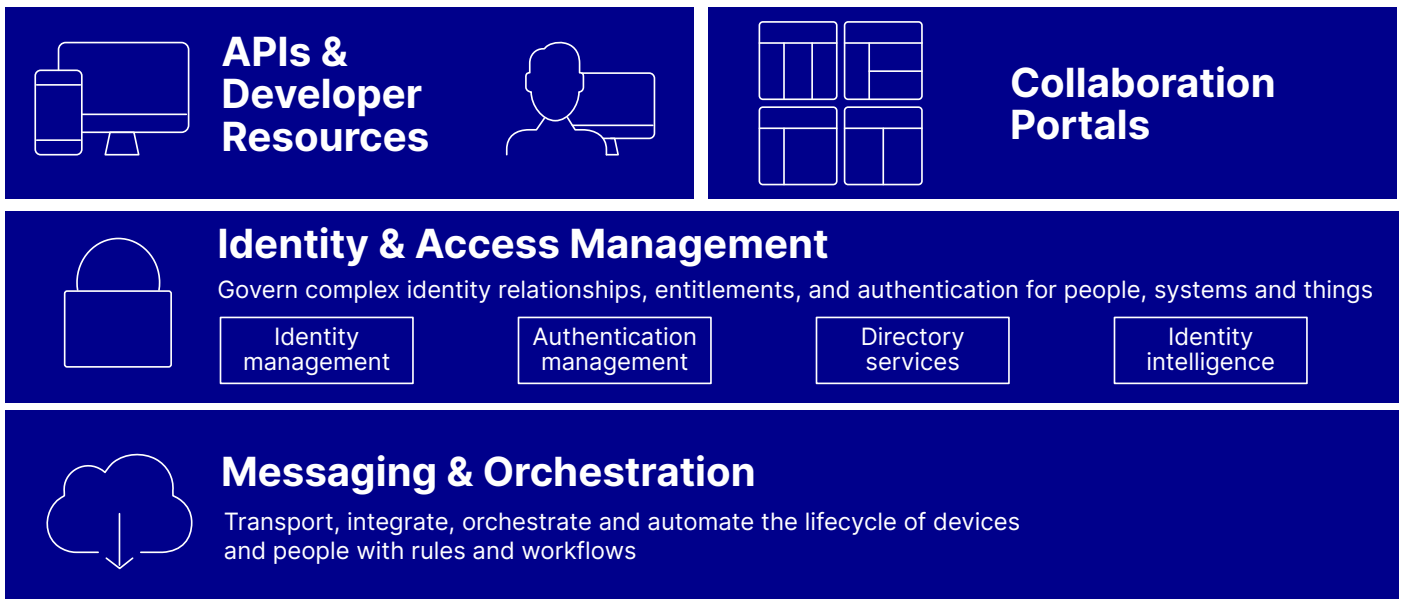 APIs &
Developer
Resources
Collaboration
Portals
Identity & Access Management
Govern complex identity relationships, entitlements, and authentication for people, systems and things
Identity
management
Authentication
management
Directory
services
Identity
intelligence
Messaging & Orchestration
Transport, integrate, orchestrate and automate the lifecycle of devices
and people with rules and workflows